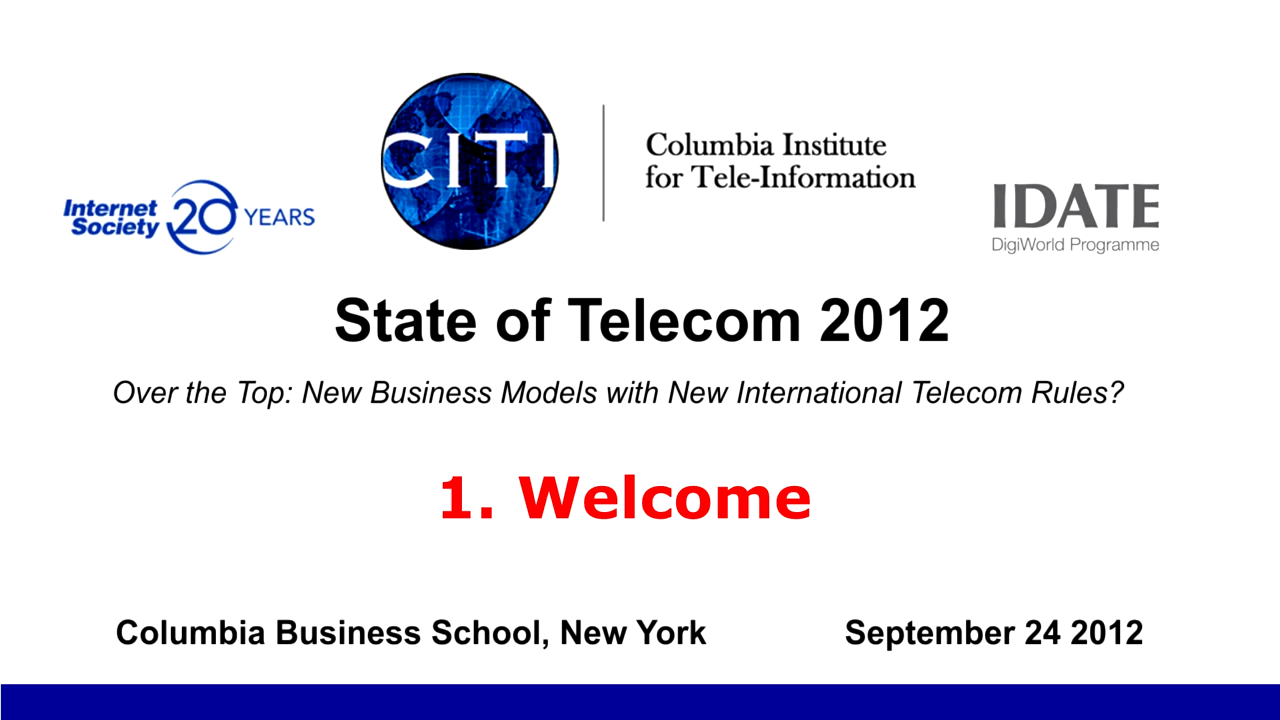 CITI
Columbia Institute
for Tele-Information
Internet
Society 20 YEARS
IDATE
DigiWorld Programme
State of Telecom 2012
Over the Top: New Business Models with New International Telecom Rules?
1. Welcome
Columbia Business School, New York September 24 2012